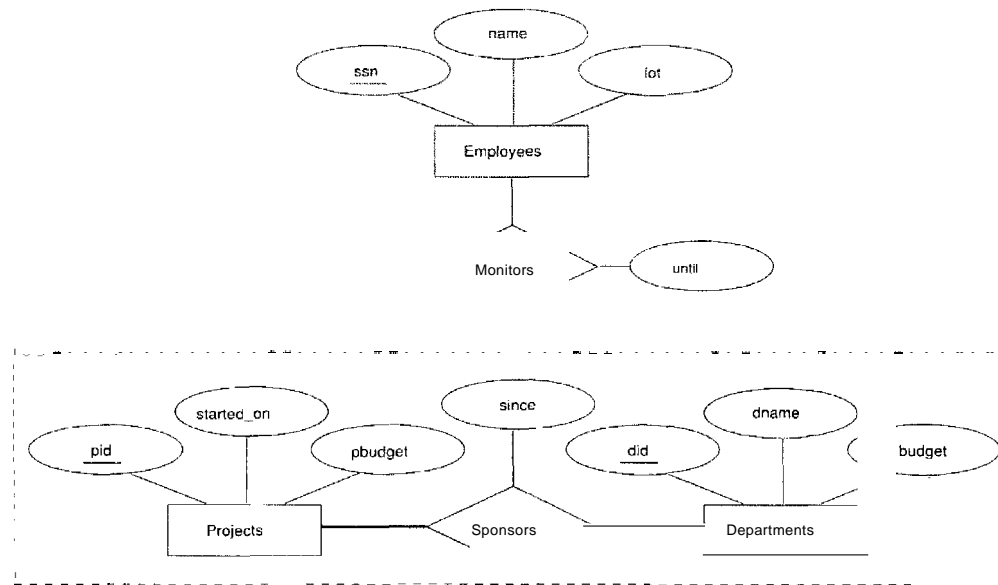 name
ssn
lot
Employees
Monitors
until
since
started_on
dname
pid
pbudget
did
budget
Projects
Sponsors
Departments